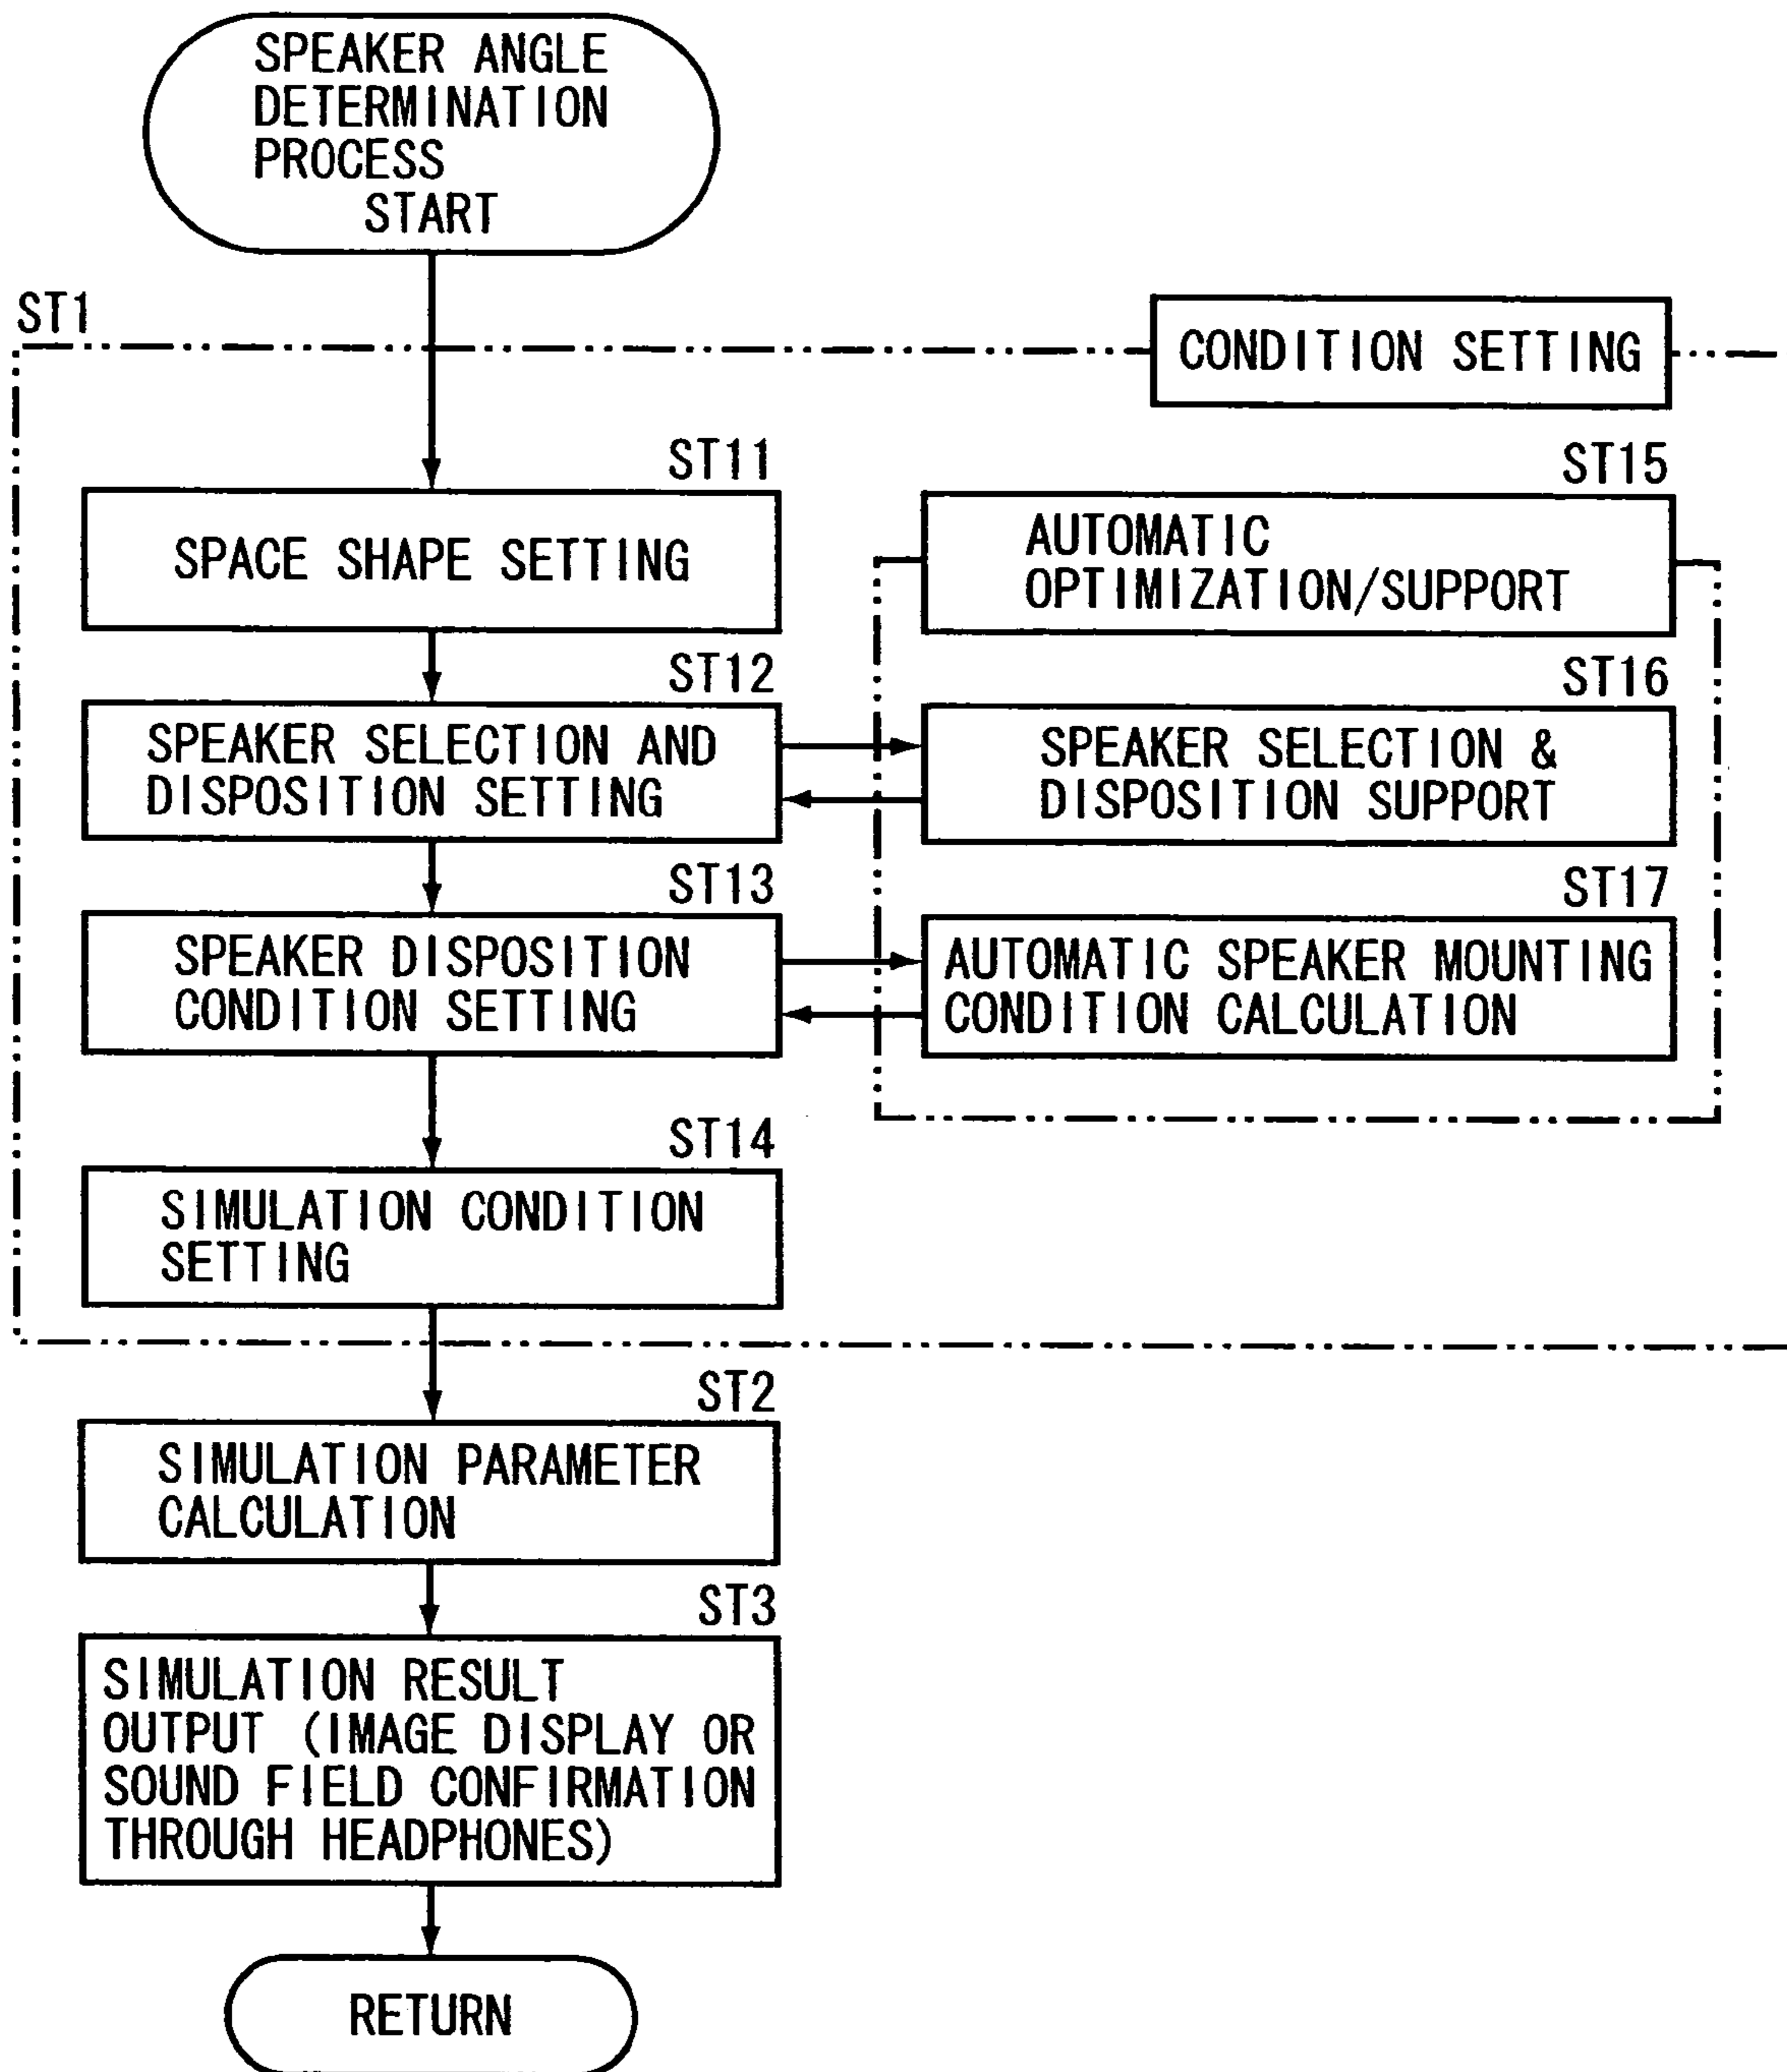 SPEAKER ANGLE
DETERMINATION
PROCESS
START
ST1
CONDITION SETTING
ST11
SPACE SHAPE SETTING
ST15
AUTOMATIC
OPTIMIZATION/SUPPORT
ST12
SPEAKER SELECTION AND
DISPOSITION SETTING
ST16
SPEAKER SELECTION &
DISPOSITION SUPPORT
ST13
SPEAKER DISPOSITION
CONDITION SETTING
ST17
AUTOMATIC SPEAKER MOUNTING
CONDITION CALCULATION
ST14
SIMULATION CONDITION
SETTING
ST2
SIMULATION PARAMETER
CALCULATION
ST3
SIMULATION RESULT
OUTPUT (IMAGE DISPLAY OR
SOUND FIELD CONFIRMATION
THROUGH HEADPHONES)
RETURN